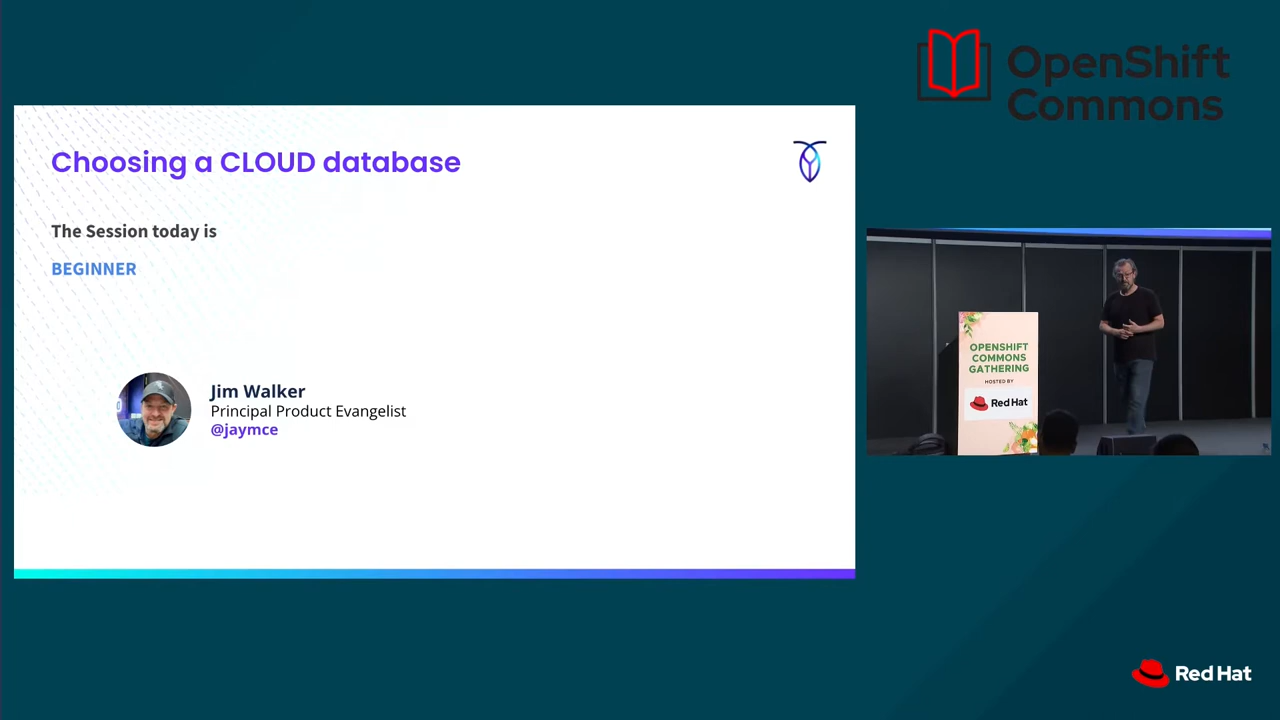 OpenShift
Commons
Choosing a CLOUD database
The Session today is
BEGINNER
Jim Walker
Principal Product Evangelist
@jaymce
OPENSHIFT
COMMONS
GATHERING
HOSTED BY
Red Hat
Red Hat